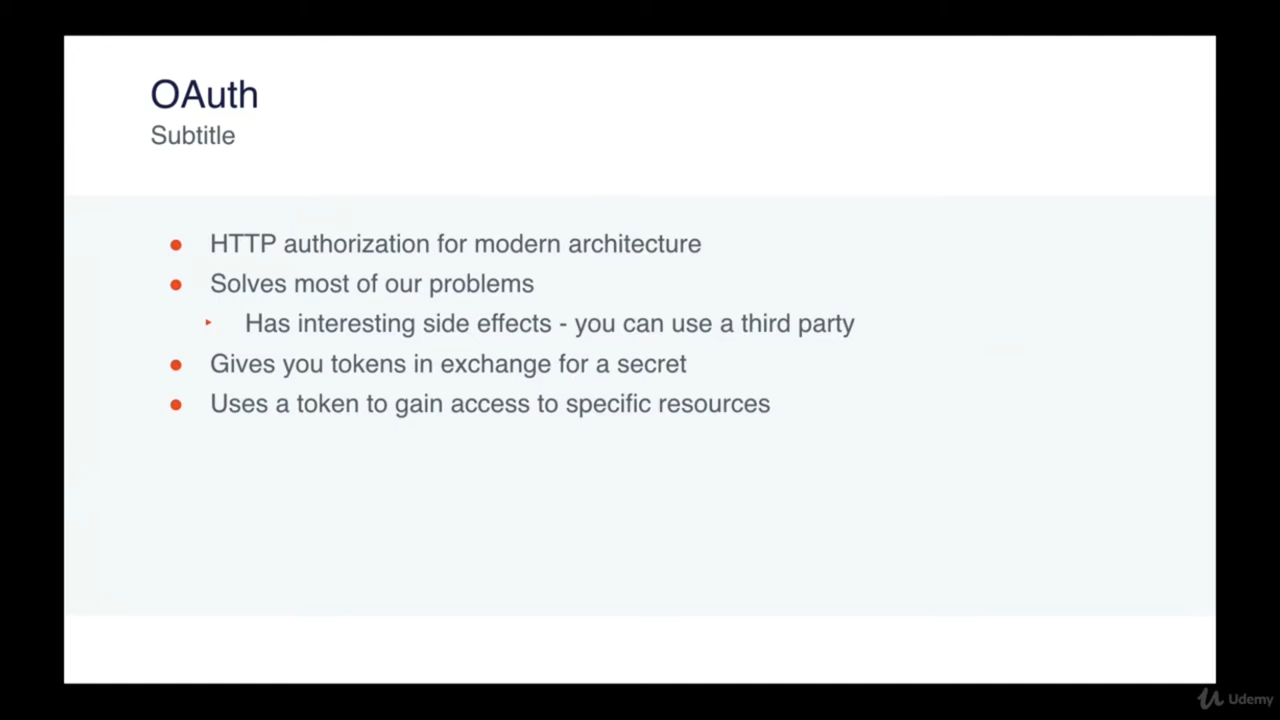 OAuth
Subtitle
HTTP authorization for modern architecture
Solves most of our problems
Has interesting side effects - you can use a third party
Gives you tokens in exchange for a secret
Uses a token to gain access to specific resources
Udemy